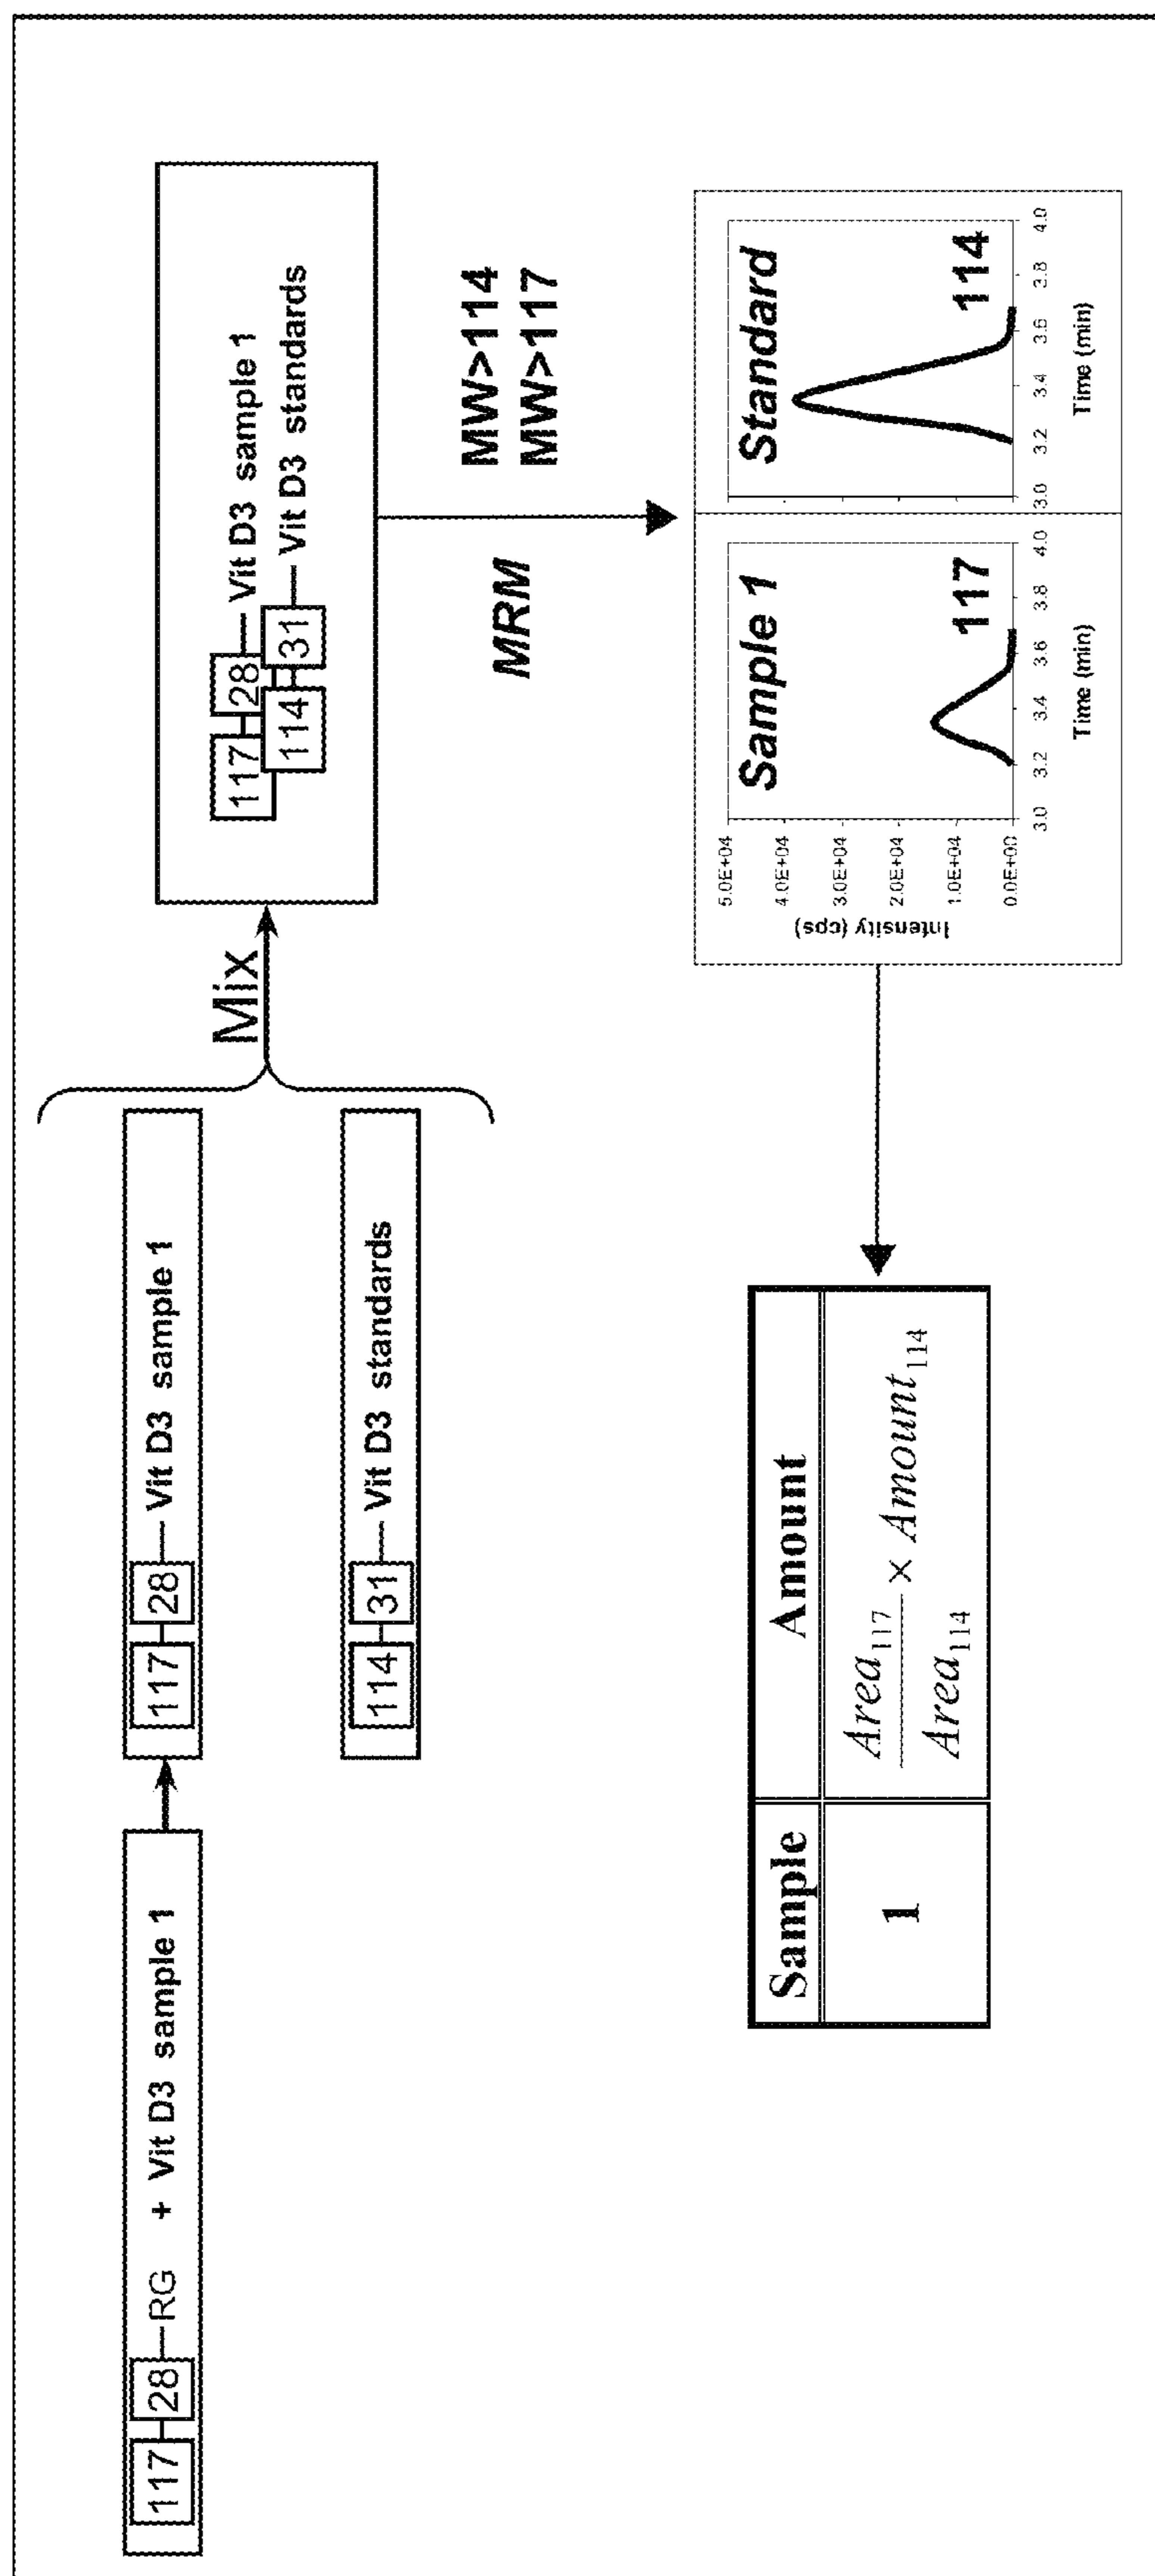 117 28 RG + Vit D3 sample 1
117 28 Vit D3 sample 1
114 31 Vit D3 standards
Mix
117 28 Vit D3 sample 1
114 31 Vit D3 standards
MRM
MW>114
MW>117
Sample 1
117
Intensity (cps)
5.0E+04
4.0E+04
3.0E+04
2.0E+04
1.0E+04
0.0E+00
3.0 3.2 3.4 3.6 3.8 4.0
Time (min)
Standard
114
3.0 3.2 3.4 3.6 3.8 4.0
Time (min)
Sample Amount
1
Area117
× Amount114
Area114